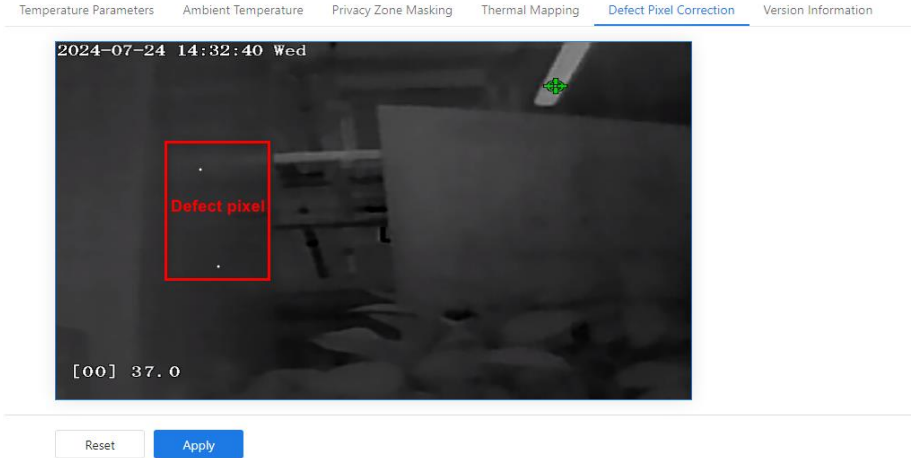 Temperature Parameters Ambient Temperature Privacy Zone Masking Thermal Mapping Defect Pixel Correction Version Information
2024-07-24 14:32:40 Wed
Defect pixel
[00] 37.0
Reset Apply